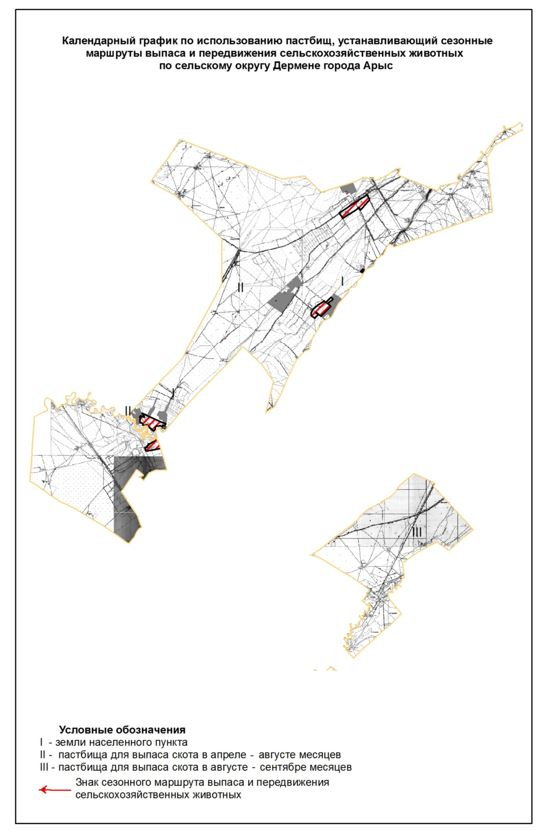 Календарный график по использованию пастбищ, устанавливающий сезонные
маршруты выпаса и передвижения сельскохозяйственных животных
по сельскому округу Дермене города Арыс
I
II
I
II
III
Условные обозначения
I - земли населенного пункта
II - пастбища для выпаса скота в апреле - августе месяцев
III - пастбища для выпаса скота в августе - сентябре месяцев
Знак сезонного маршрута выпаса и передвижения
сельскохозяйственных животных